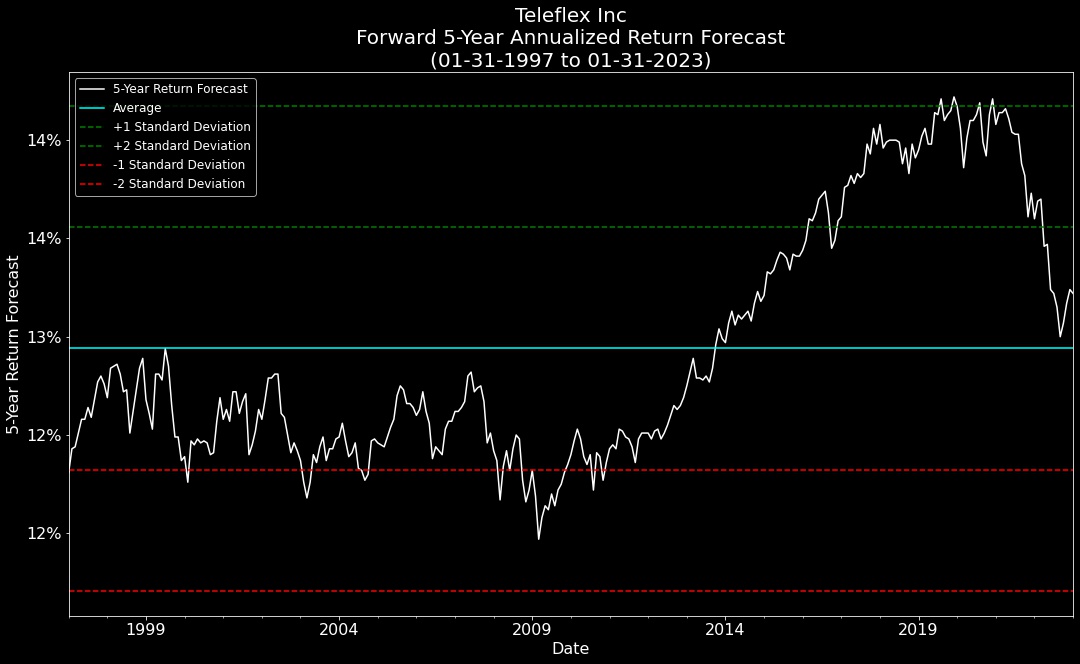 Teleflex Inc
Forward 5-Year Annualized Return Forecast
(01-31-1997 to 01-31-2023)
5-Year Return Forecast
Average
+1 Standard Deviation
+2 Standard Deviation
-1 Standard Deviation
-2 Standard Deviation
5-Year Return Forecast
14%
14%
13%
12%
12%
1999
2004
2009
2014
2019
Date